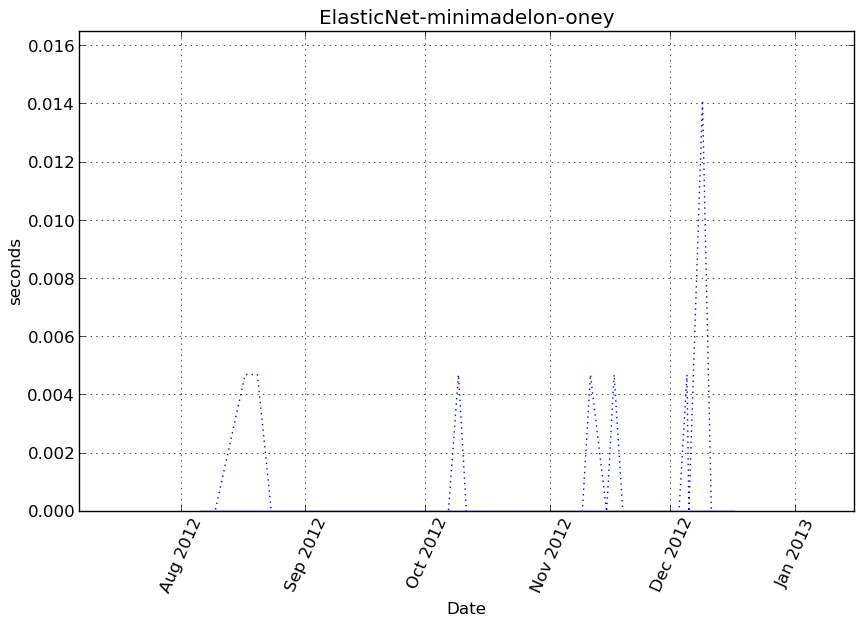 ElasticNet-minimadelon-oney
0.016
0.014
0.012
0.010
0.008
0.006
0.004
0.002
0.000
seconds
Aug 2012
Sep 2012
Oct 2012
Nov 2012
Dec 2012
Jan 2013
Date